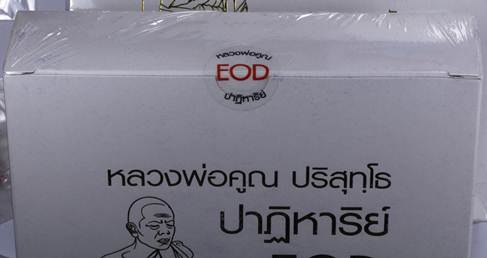 หลวงพ่อคูณ
EOD
ปาฏิหาริย์
หลวงพ่อคูณ ปริสุทฺโธ
ปาฏิหาริย์
EOD